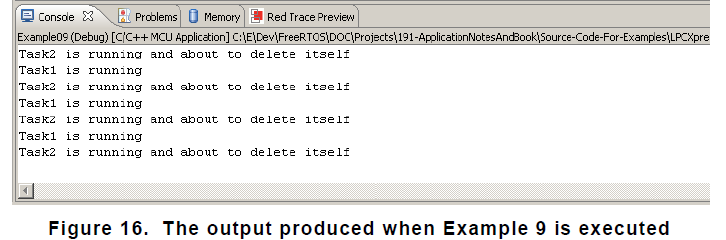 Console Problems Memory Red Trace Preview
Example09 (Debug) [C/C++ MCU Application] C:\E\Dev\FreeRTOS\DOC\Projects\191-ApplicationNotesAndBook\Source-Code-For-Examples\LPCXpre
Task2 is running and about to delete itself
Task1 is running
Task2 is running and about to delete itself
Task1 is running
Task2 is running and about to delete itself
Task1 is running
Task2 is running and about to delete itself
Figure 16. The output produced when Example 9 is executed